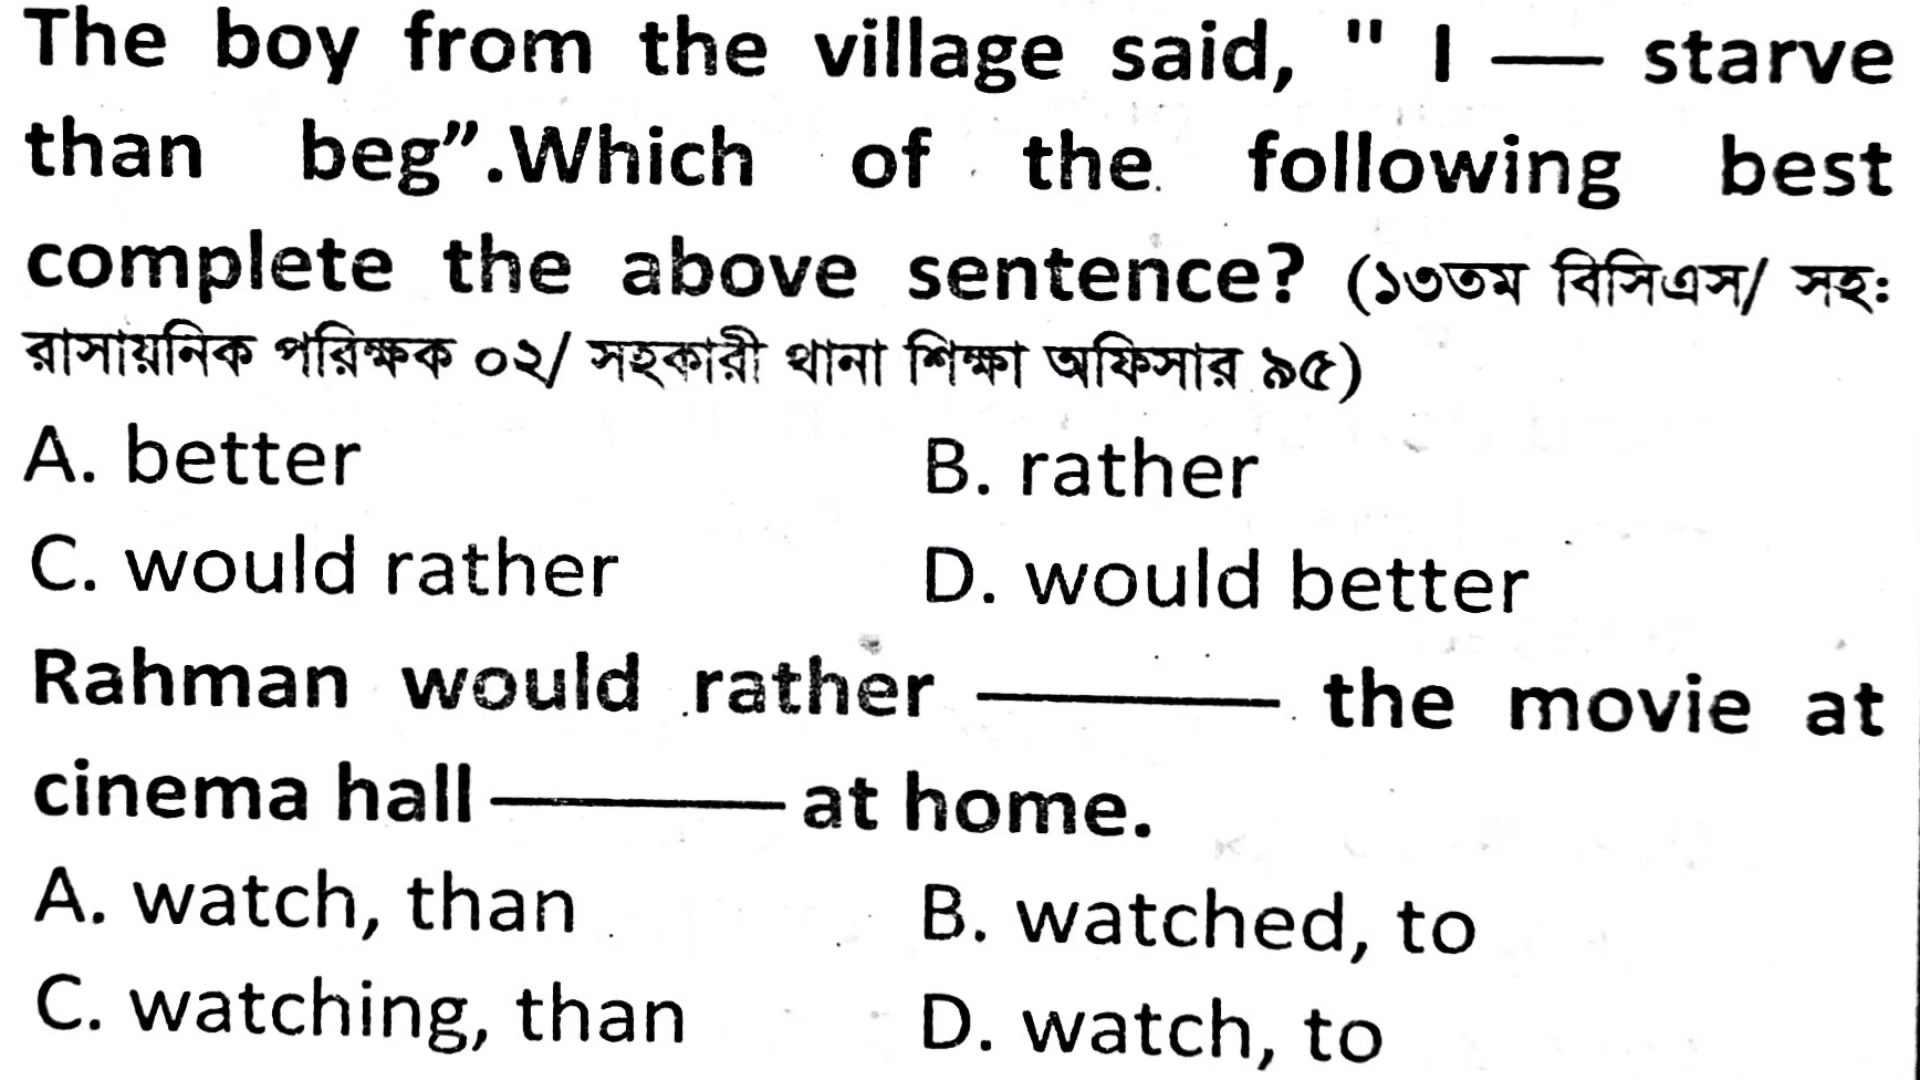 The boy from the village said, " I — starve
than beg”.Which of the following best
complete the above sentence? (১৩তম বিসিএস/ সহঃ
রাসায়নিক পরিক্ষক ০২/ সহকারী থানা শিক্ষা অফিসার ৯৫)
A. better B. rather
C. would rather D. would better
Rahman would rather ———— the movie at
cinema hall ———— at home.
A. watch, than B. watched, to
C. watching, than D. watch, to